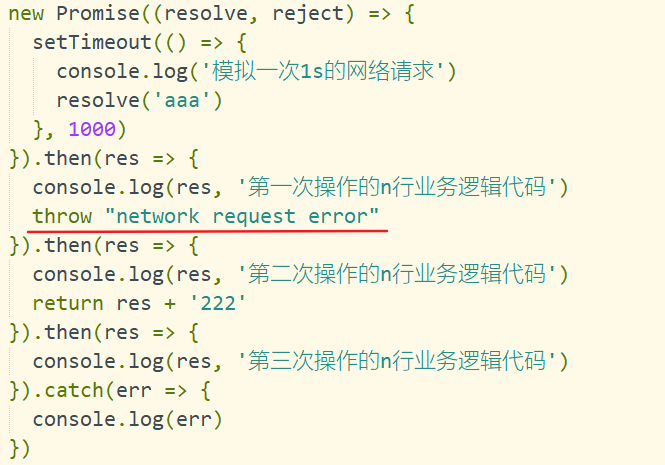 new Promise((resolve, reject) => {
  setTimeout(() => {
    console.log('模拟一次1s的网络请求')
    resolve('aaa')
  }, 1000)
}).then(res => {
  console.log(res, '第一次操作的n行业务逻辑代码')
  throw "network request error"
}).then(res => {
  console.log(res, '第二次操作的n行业务逻辑代码')
  return res + '222'
}).then(res => {
  console.log(res, '第三次操作的n行业务逻辑代码')
}).catch(err => {
  console.log(err)
})